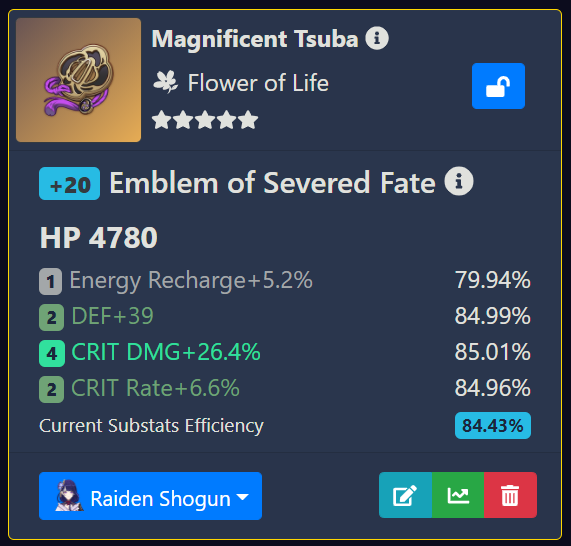 Magnificent Tsuba
Flower of Life
+20 Emblem of Severed Fate
HP 4780
1 Energy Recharge+5.2% 79.94%
2 DEF+39 84.99%
4 CRIT DMG+26.4% 85.01%
2 CRIT Rate+6.6% 84.96%
Current Substats Efficiency 84.43%
Raiden Shogun